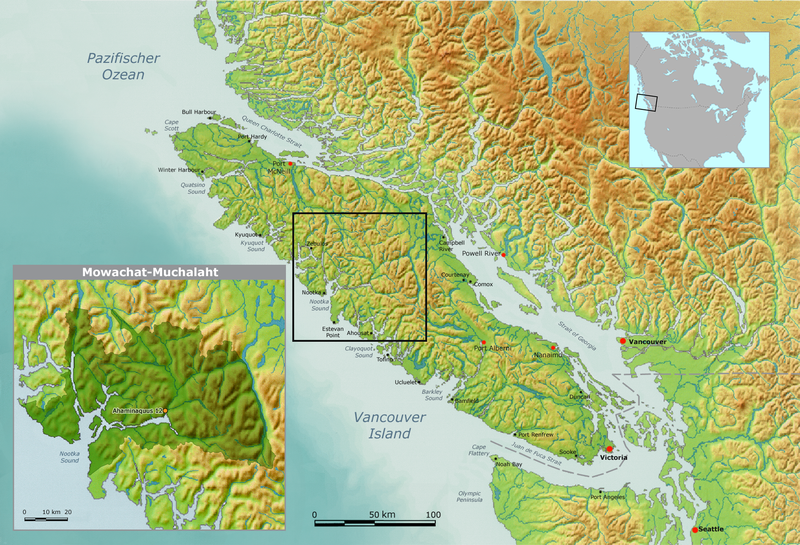 Pazifischer
Ozean
Bull Harbour
Queen Charlotte Strait
Cape
Scott
Port Hardy
Port
McNeill
Winter Harbour
Quatsino
Sound
Kyuquot
Kyuquot
Sound
Zeballos
Campbell
River
Powell River
Courtenay
Comox
Nootka
Nootka
Sound
Estevan
Point
Ahousat
Clayoquot
Sound
Tofino
Strait of Georgia
Vancouver
Port Alberni
Nanaimo
Ucluelet
Barkley
Sound
Bamfield
Duncan
Vancouver
Island
Port Renfrew
Cape
Flattery
Juan de Fuca Strait
Sooke
Victoria
Neah Bay
Olympic
Peninsula
Port Angeles
Seattle
0 50 km 100
Mowachat-Muchalaht
Ahaminaquus 12
Nootka
Sound
0 10 km 20